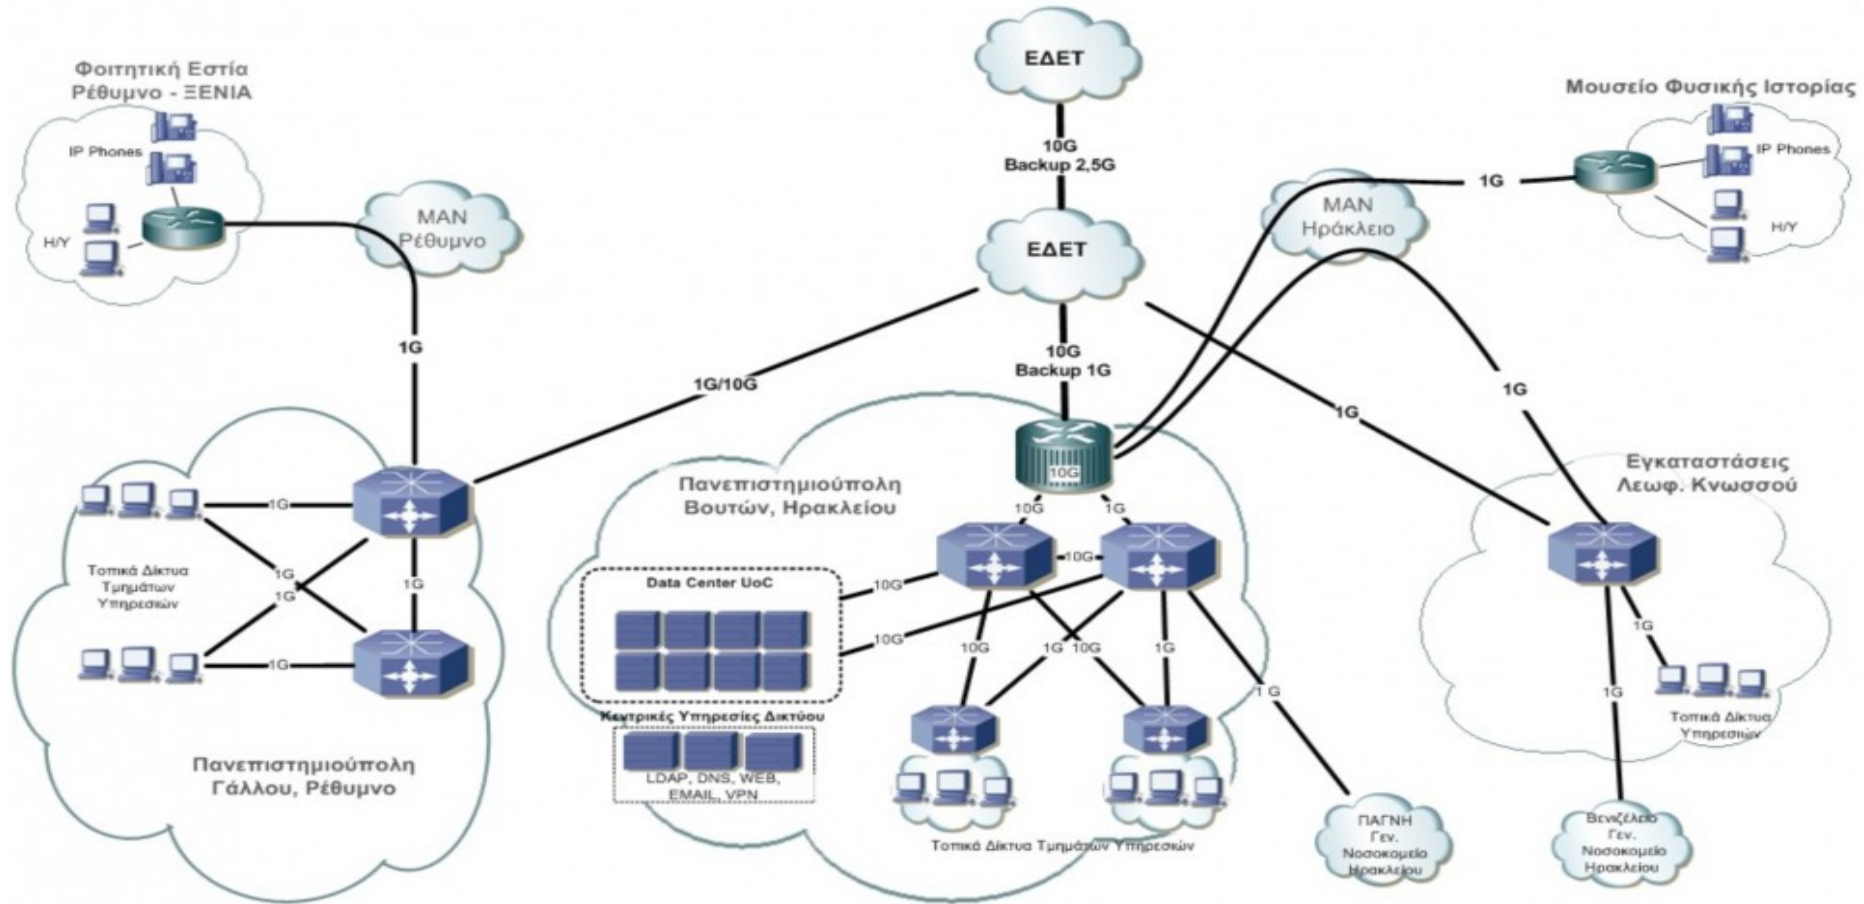 ΕΔΕΤ
10G
Backup 2,5G
ΕΔΕΤ
10G
Backup 1G
Φοιτητική Εστία
Ρέθυμνο - ΞΕΝΙΑ
IP Phones
Η/Υ
MAN
Ρέθυμνο
1G
1G/10G
MAN
Ηράκλειο
1G
Μουσείο Φυσικής Ιστορίας
IP Phones
Η/Υ
1G
1G
1G
1G
1G
1G
1G
Τοπικά Δίκτυα
Τμημάτων
Υπηρεσιών
1G
Πανεπιστημιούπολη
Γάλλου, Ρέθυμνο
Πανεπιστημιούπολη
Βουτών, Ηρακλείου
10G
10G
1G
10G
10G
10G
Data Center UoC
Κεντρικές Υπηρεσίες Δικτύου
LDAP, DNS, WEB,
EMAIL, VPN
10G
1G
10G
1G
1 G
Τοπικά Δίκτυα Τμημάτων Υπηρεσιών
ΠΑΓΝΗ
Γεν.
Νοσοκομείο
Ηρακλείου
Εγκαταστάσεις
Λεωφ. Κνωσσού
1G
1G
Τοπικά Δίκτυα
Υπηρεσιών
Βενιζέλειο
Γεν.
Νοσοκομείο
Ηρακλείου